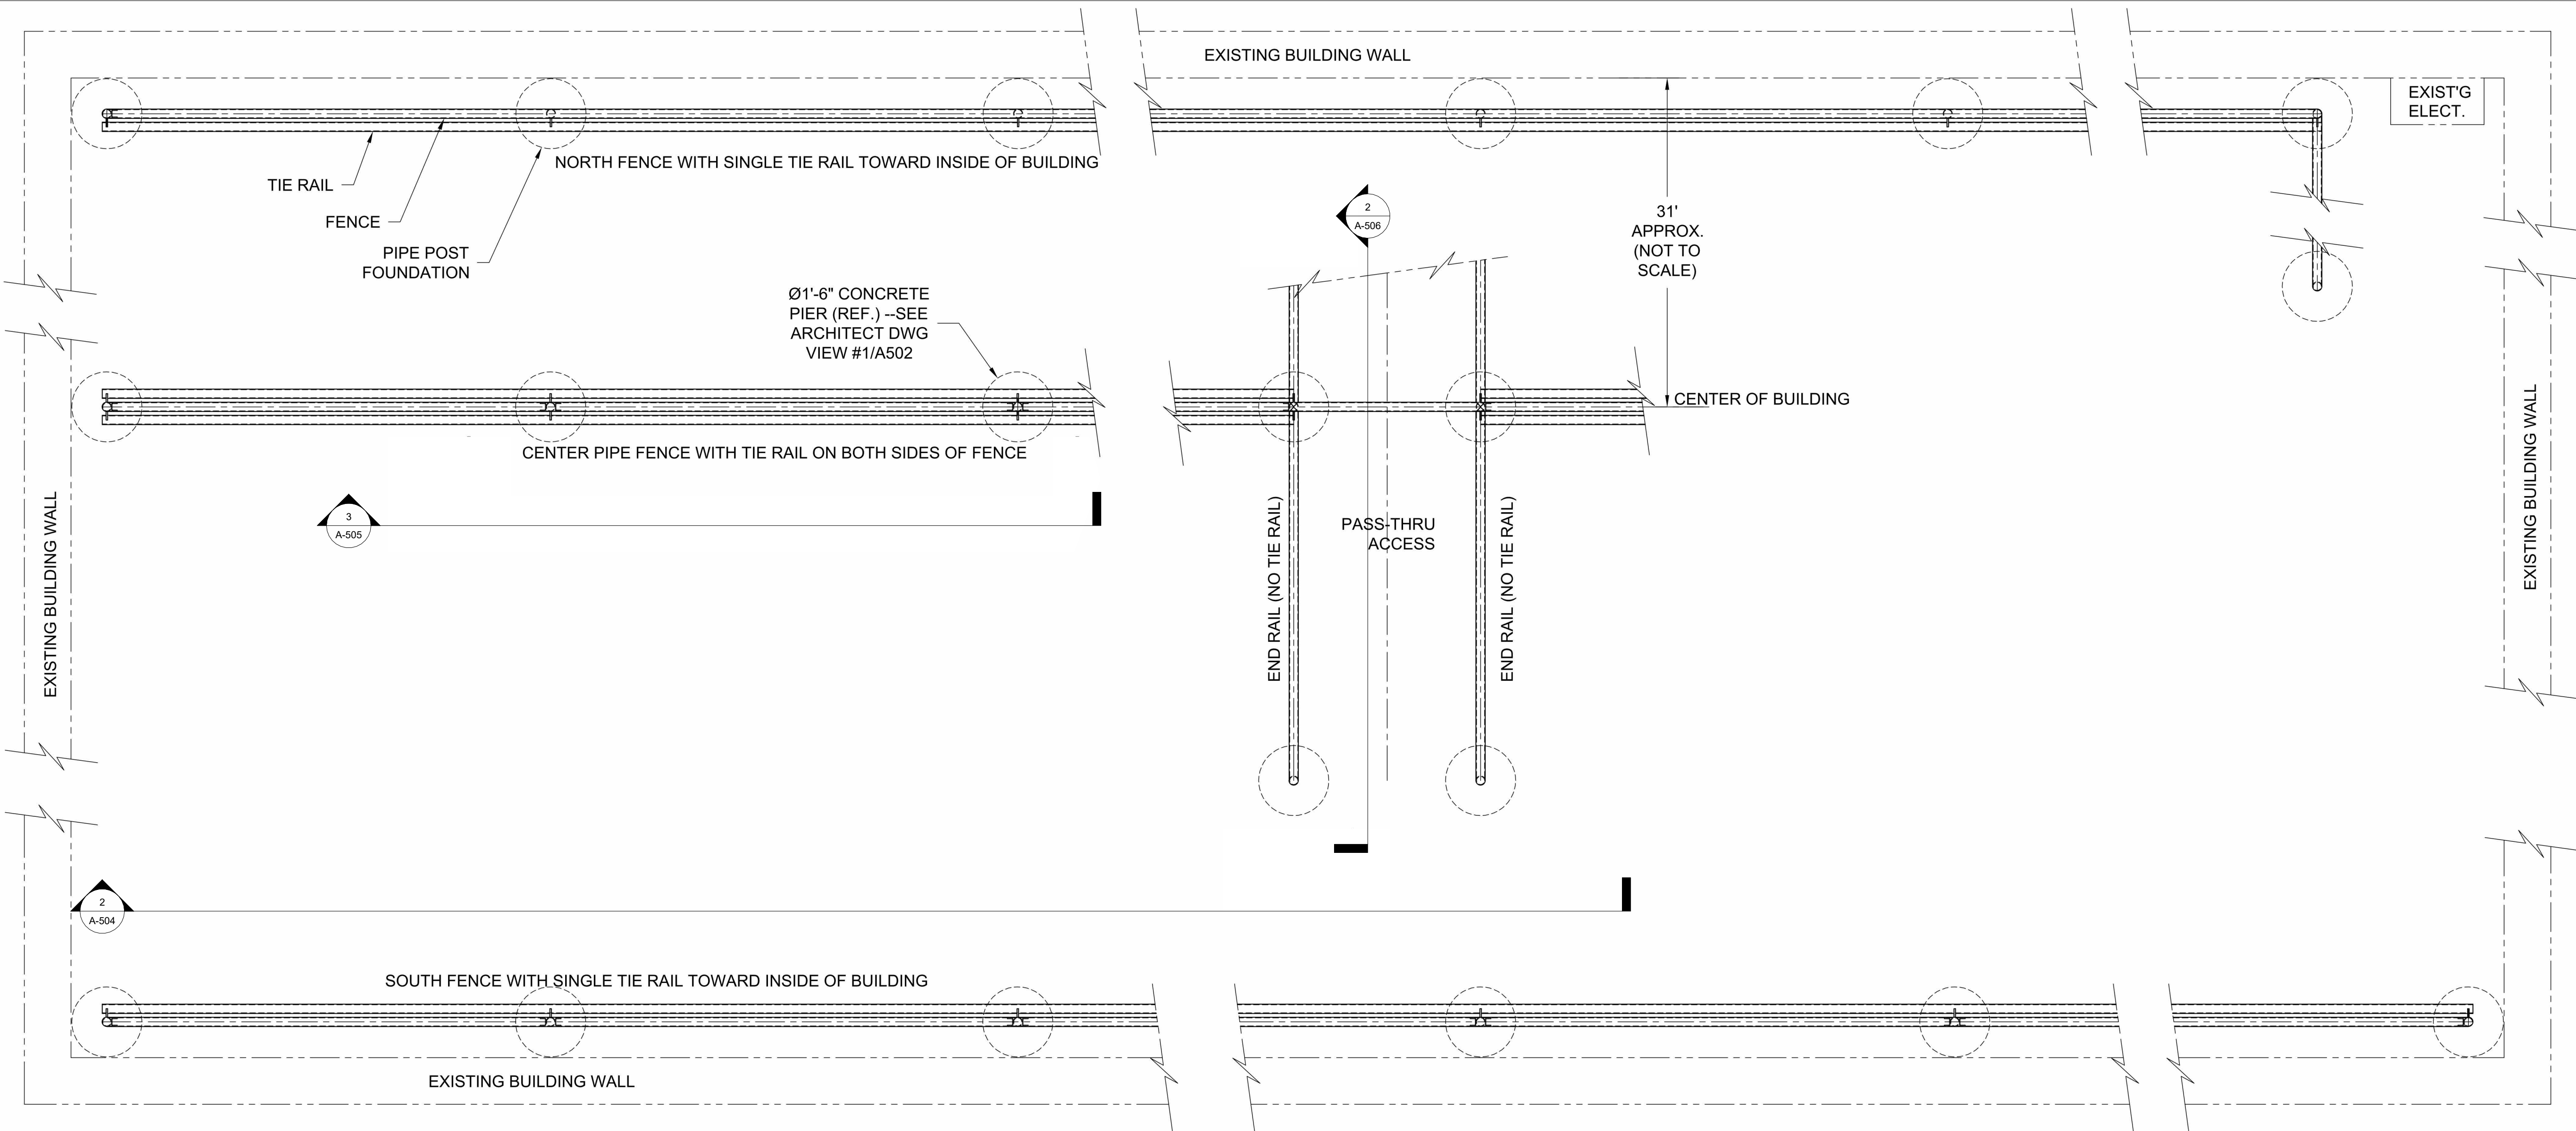 EXISTING BUILDING WALL
EXIST'G
ELECT.
NORTH FENCE WITH SINGLE TIE RAIL TOWARD INSIDE OF BUILDING
TIE RAIL
FENCE
PIPE POST
FOUNDATION
2
A-506
31'
APPROX.
(NOT TO
SCALE)
Ø1'-6" CONCRETE
PIER (REF.) --SEE
ARCHITECT DWG
VIEW #1/A502
CENTER OF BUILDING
CENTER PIPE FENCE WITH TIE RAIL ON BOTH SIDES OF FENCE
3
A-505
EXISTING BUILDING WALL
END RAIL (NO TIE RAIL)
PASS-THRU
ACCESS
END RAIL (NO TIE RAIL)
EXISTING BUILDING WALL
2
A-504
SOUTH FENCE WITH SINGLE TIE RAIL TOWARD INSIDE OF BUILDING
EXISTING BUILDING WALL